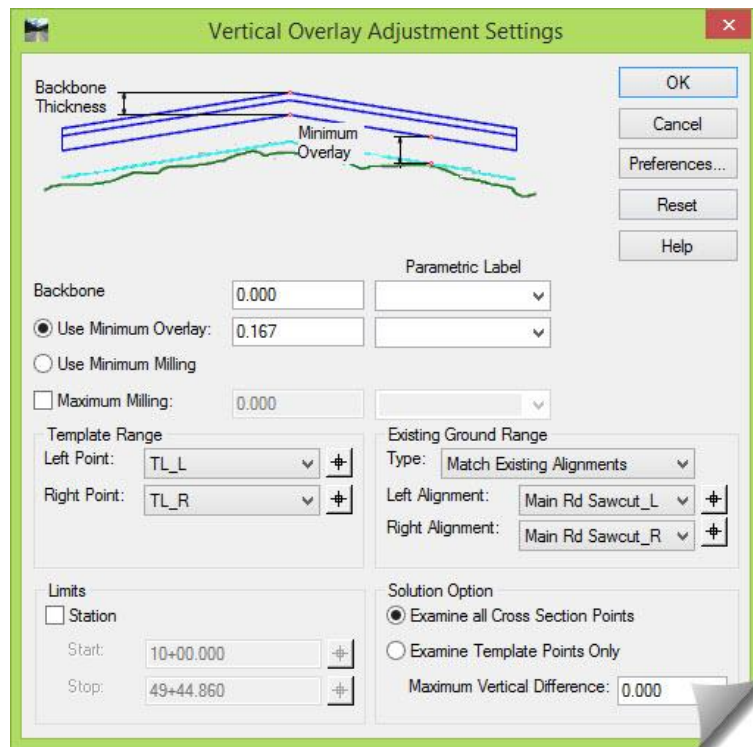 Vertical Overlay Adjustment Settings
Backbone
Thickness
Minimum
Overlay
OK
Cancel
Preferences...
Reset
Help
Parametric Label
Backbone 0.000
Use Minimum Overlay: 0.167
Use Minimum Milling
Maximum Milling: 0.000
Template Range
Left Point: TL_L
Right Point: TL_R
Existing Ground Range
Type: Match Existing Alignments
Left Alignment: Main Rd Sawcut_L
Right Alignment: Main Rd Sawcut_R
Limits
Station
Start: 10+00.000
Stop: 49+44.860
Solution Option
Examine all Cross Section Points
Examine Template Points Only
Maximum Vertical Difference: 0.000